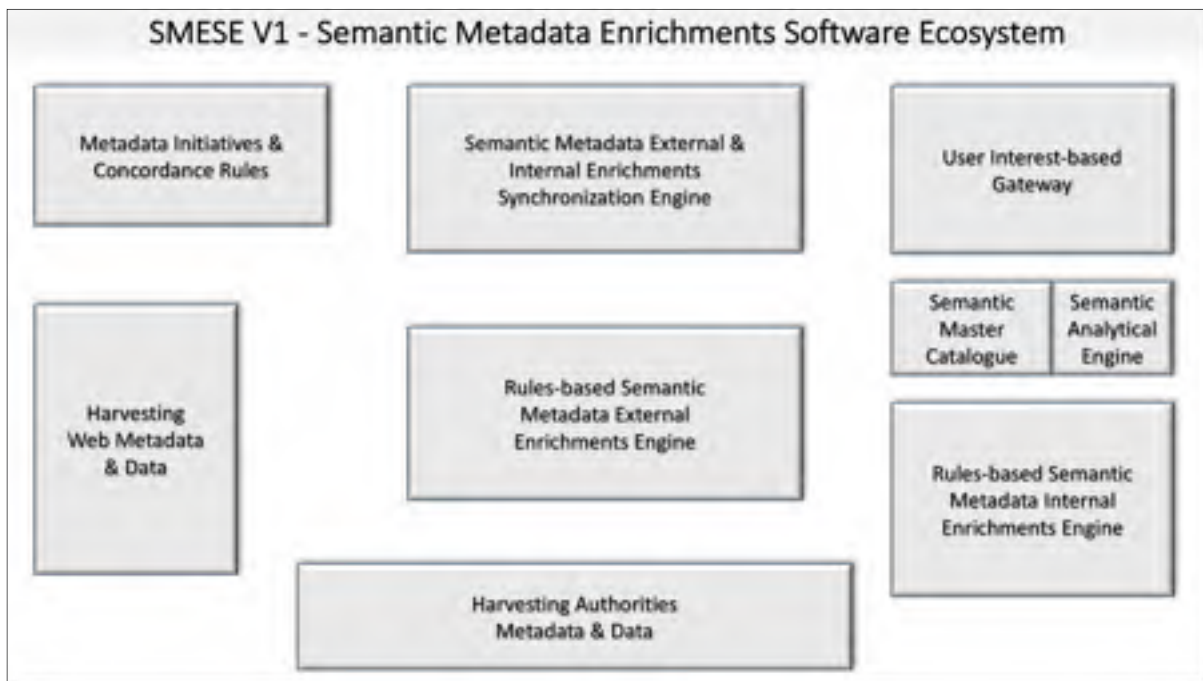 SMESE V1 - Semantic Metadata Enrichments Software Ecosystem
Metadata Initiatives &
Concordance Rules
Semantic Metadata External &
Internal Enrichments
Synchronization Engine
User Interest-based
Gateway
Semantic
Master
Catalogue
Semantic
Analytical
Engine
Harvesting
Web Metadata
& Data
Rules-based Semantic
Metadata External
Enrichments Engine
Rules-based Semantic
Metadata Internal
Enrichments Engine
Harvesting Authorities
Metadata & Data